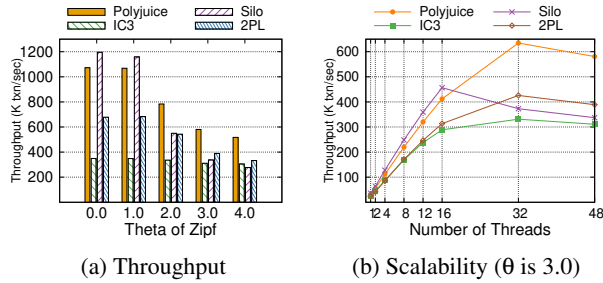 Polyjuice
IC3
Silo
2PL
Throughput
(K txn/sec)
1200
1000
800
600
400
200
0.0 1.0 2.0 3.0 4.0
Theta of Zipf
(a) Throughput
Polyjuice
IC3
Silo
2PL
Throughput (K txn/sec)
600
500
400
300
200
100
1 2 4 8 12 16 32 48
Number of Threads
(b) Scalability (θ is 3.0)